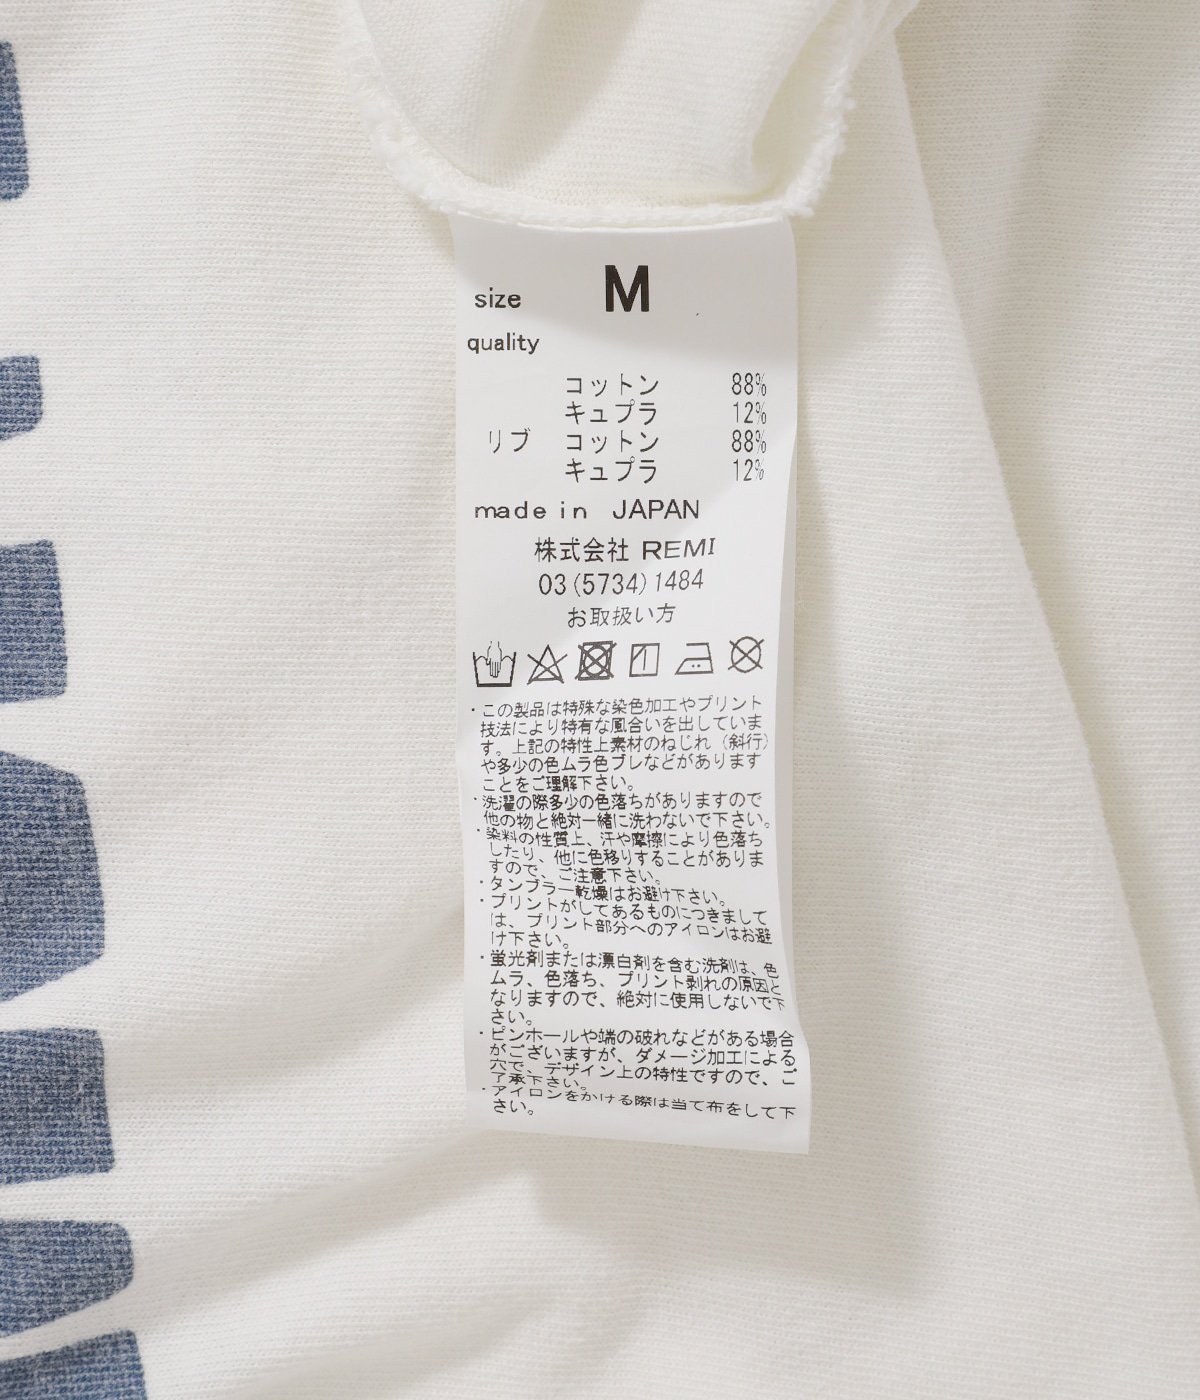 size M
quality
コットン 88%
キュプラ 12%
リブ コットン 88%
キュプラ 12%
made in JAPAN
株式会社 REMI
03(5734)1484
お取扱い方
・この製品は特殊な染色加工やプリント
技法により特有な風合いを出していま
す。上記の特性上素材のねじれ（斜行）
や多少の色ムラ色ブレなどがあります
ことをご理解下さい。
・洗濯の際多少の色落ちがありますので
他の物と絶対一緒に洗わないで下さい。
・染料の性質上、汗や摩擦により色落ち
したり、他に色移りすることがありま
すので、ご注意下さい。
・タンブラー乾燥はお避け下さい。
・プリントがしてあるものにつきまして
は、プリント部分へのアイロンはお避
け下さい。
・蛍光剤または漂白剤を含む洗剤は、色
ムラ、色落ち、プリント剥れの原因と
なりますので、絶対に使用しないで下
さい。
・ピンホールや端の破れなどがある場合
がございますが、ダメージ加工による
穴で、デザイン上の特性ですので、ご
了承下さい。
・アイロンをかける際は当て布をして下
さい。